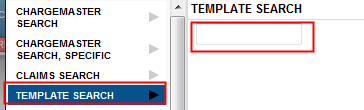 CHARGEMASTER
SEARCH
CHARGEMASTER
SEARCH, SPECIFIC
CLAIMS SEARCH
TEMPLATE SEARCH
TEMPLATE SEARCH